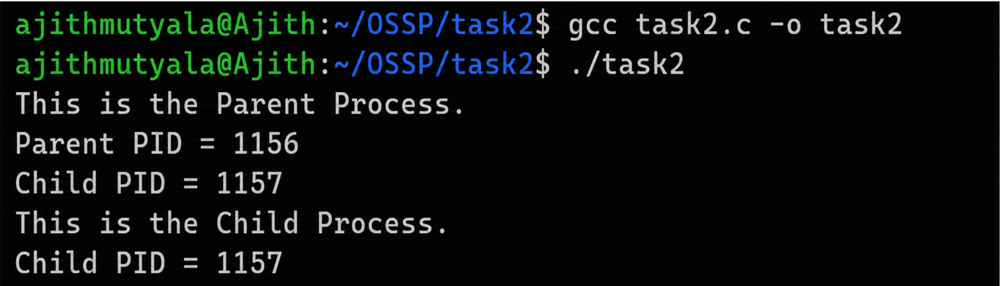 ajithmutyala@Ajith:~/OSSP/task2$ gcc task2.c -o task2
ajithmutyala@Ajith:~/OSSP/task2$ ./task2
This is the Parent Process.
Parent PID = 1156
Child PID = 1157
This is the Child Process.
Child PID = 1157